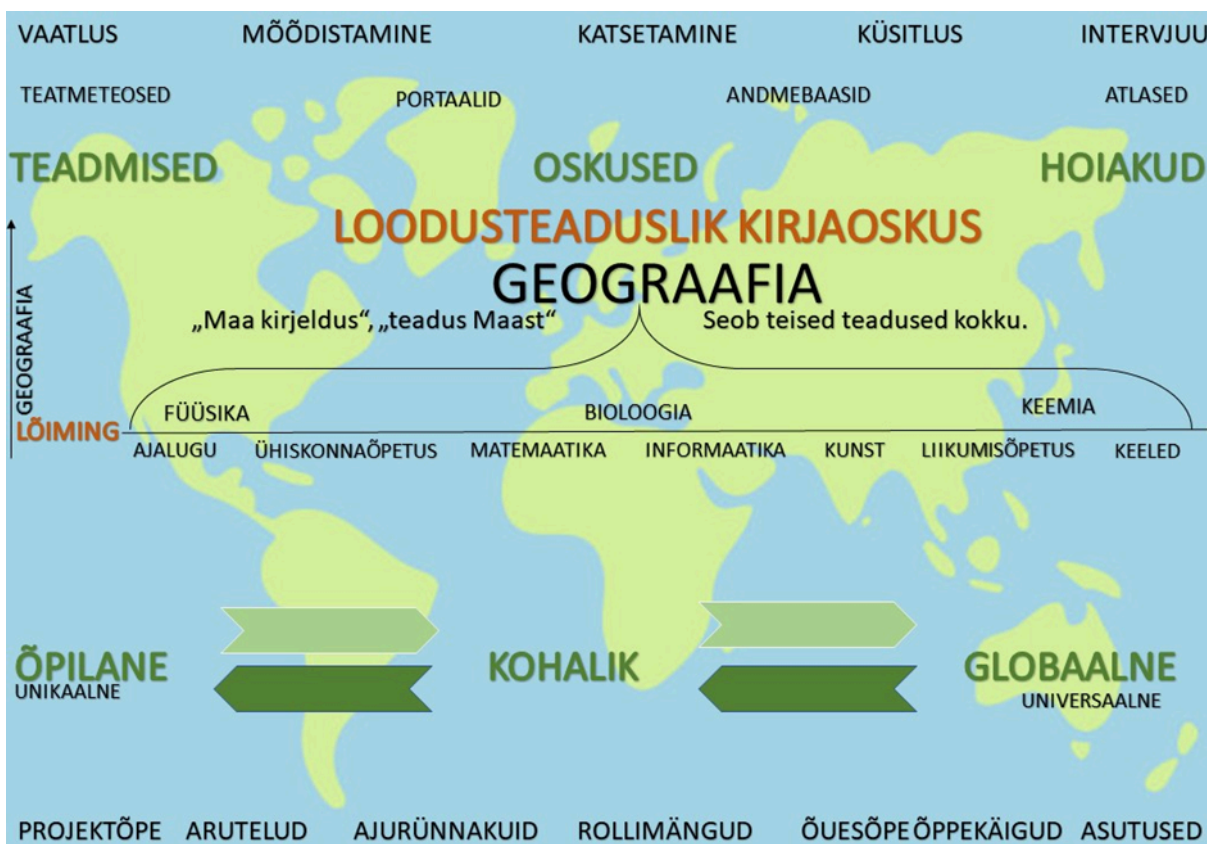 VAATLUS MÕÕDISTAMINE KATSETAMINE KÜSITLUS INTERVJUU
TEATMETEOSED PORTAALID ANDMEBAASID ATLASED
TEADMISED OSKUSED HOIAKUD
LOODUSTEADUSLIK KIRJAOSKUS
GEOGRAAFIA
„Maa kirjeldus“, „teadus Maast“ Seob teised teadused kokku.
GEOGRAAFIA
FÜÜSIKA BIOLOOGIA KEEMIA
LÕIMING
AJALUGU ÜHISKONNAÕPETUS MATEMAATIKA INFORMAATIKA KUNST LIIKUMISÕPETUS KEELED
ÕPILANE KOHALIK GLOBAALNE
UNIKAALNE UNIVERSAALNE
PROJEKTÕPE ARUTELUD AJURÜNNAKUID ROLLIMÄNGUD ÕUESÕPE ÕPPEKÄIGUD ASUTUSED